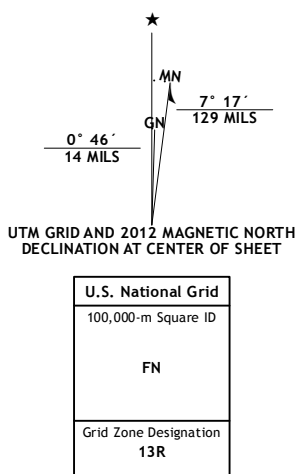 ★
MN
GN
7° 17´
129 MILS
0° 46´
14 MILS
UTM GRID AND 2012 MAGNETIC NORTH
DECLINATION AT CENTER OF SHEET
U.S. National Grid
100,000-m Square ID
FN
Grid Zone Designation
13R